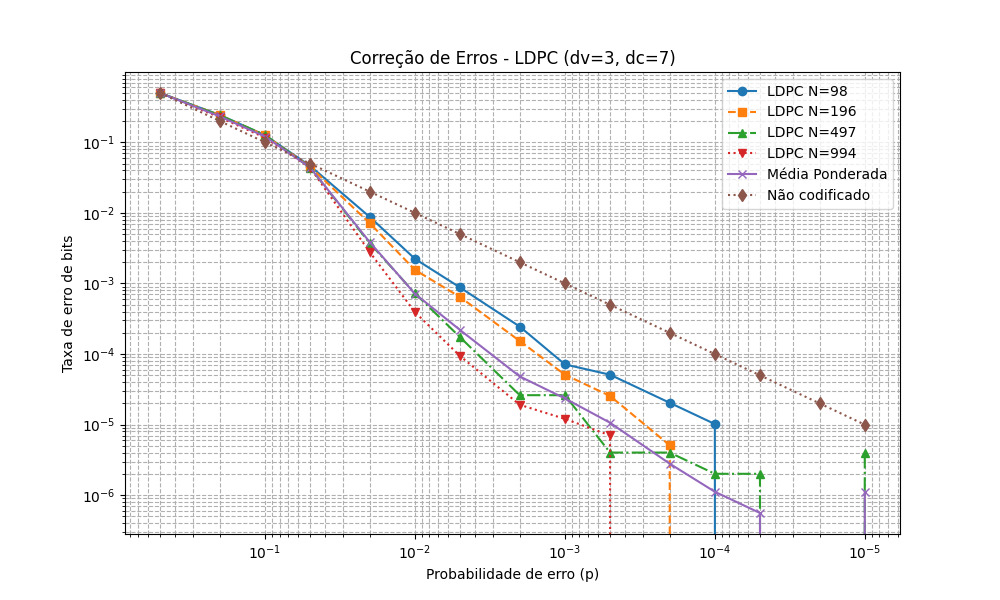 Correção de Erros - LDPC (dv=3, dc=7)
LDPC N=98
LDPC N=196
LDPC N=497
LDPC N=994
Média Ponderada
Não codificado
Taxa de erro de bits
10⁻¹
10⁻²
10⁻³
10⁻⁴
10⁻⁵
10⁻⁶
10⁻¹ 10⁻² 10⁻³ 10⁻⁴ 10⁻⁵
Probabilidade de erro (p)